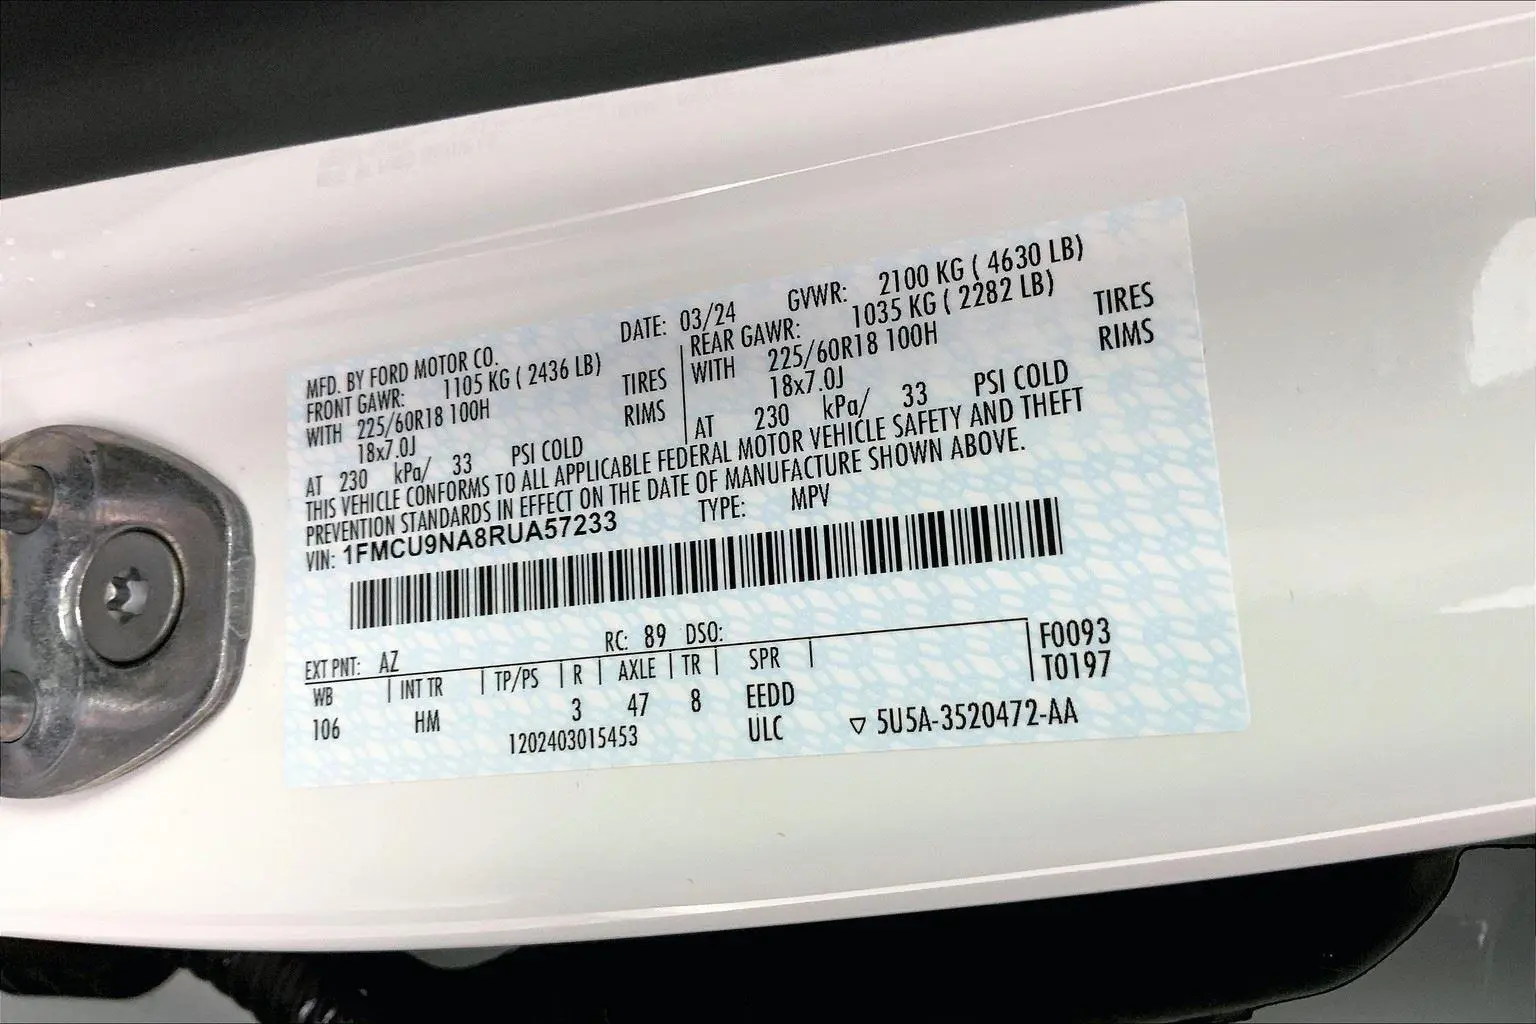 MFD. BY FORD MOTOR CO. DATE: 03/24 GVWR: 2100 KG ( 4630 LB)
FRONT GAWR: 1105 KG ( 2436 LB) REAR GAWR: 1035 KG ( 2282 LB)
WITH 225/60R18 100H TIRES WITH 225/60R18 100H TIRES
18x7.0J RIMS 18x7.0J RIMS
AT 230 kPa/ 33 PSI COLD AT 230 kPa/ 33 PSI COLD
THIS VEHICLE CONFORMS TO ALL APPLICABLE FEDERAL MOTOR VEHICLE SAFETY AND THEFT
PREVENTION STANDARDS IN EFFECT ON THE DATE OF MANUFACTURE SHOWN ABOVE.
VIN: 1FMCU9NA8RUA57233 TYPE: MPV
EXT PNT: AZ RC: 89 DSO: F0093
WB INT TR TP/PS R AXLE TR SPR T0197
106 HM 3 47 8 EEDD
1202403015453 ULC ▽ 5U5A-3520472-AA